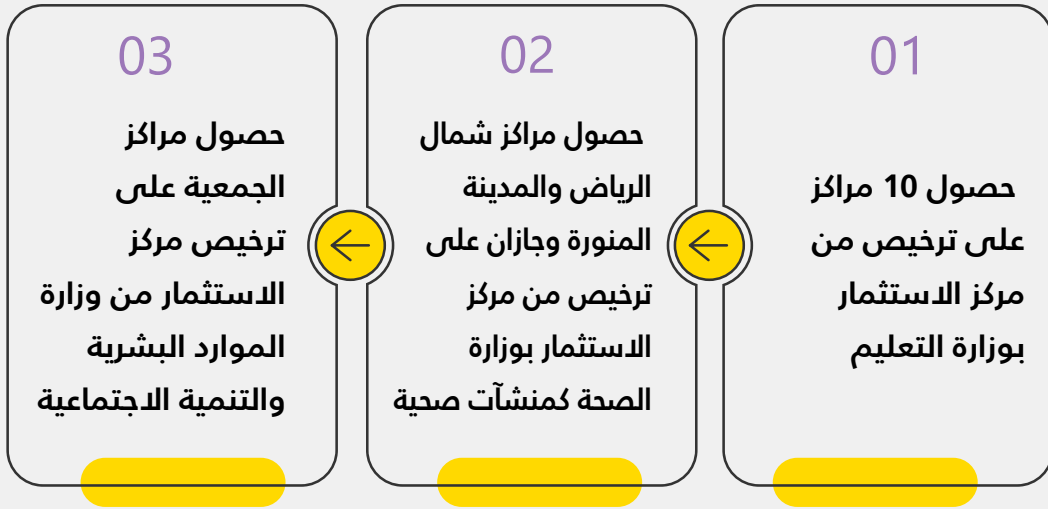 01
حصول 10 مراكز
على ترخيص من
مركز الاستثمار
بوزارة التعليم
02
حصول مراكز شمال
الرياض والمدينة
المنورة وجازان على
ترخيص من مركز
الاستثمار بوزارة
الصحة كمنشآت صحية
03
حصول مراكز
الجمعية على
ترخيص مركز
الاستثمار من وزارة
الموارد البشرية
والتنمية الاجتماعية